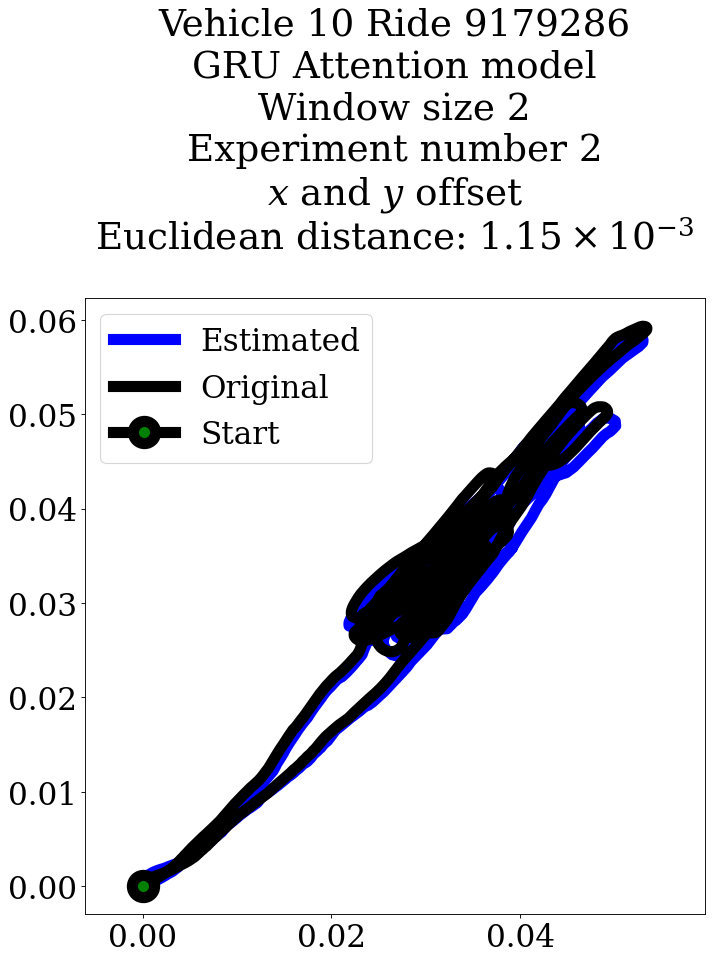 Vehicle 10 Ride 9179286
GRU Attention model
Window size 2
Experiment number 2
x and y offset
Euclidean distance: 1.15 × 10⁻³
Estimated
Original
Start
0.06
0.05
0.04
0.03
0.02
0.01
0.00
0.00 0.02 0.04